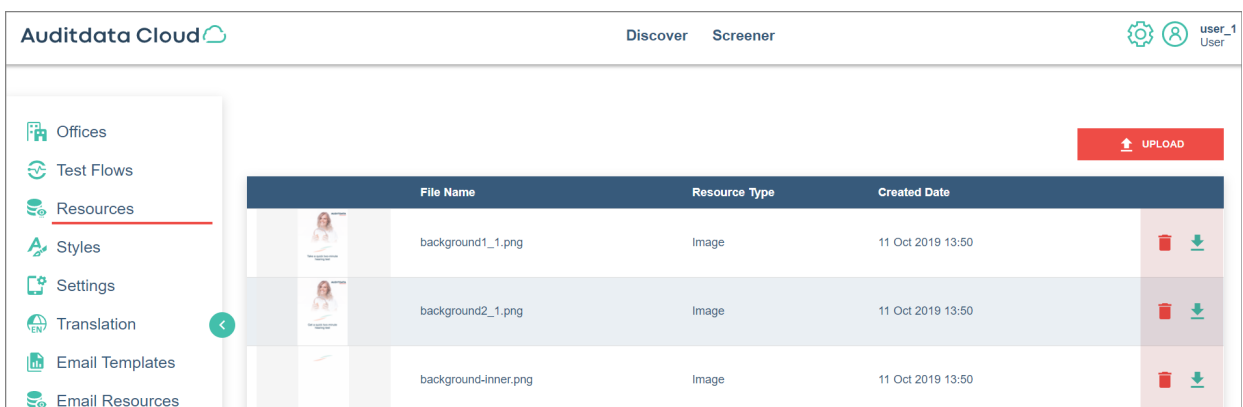 Auditdata Cloud
Discover Screener
user_1
User
Offices
Test Flows
Resources
Styles
Settings
EN
Translation
Email Templates
Email Resources
UPLOAD
File Name Resource Type Created Date
background1_1.png Image 11 Oct 2019 13:50
background2_1.png Image 11 Oct 2019 13:50
background-inner.png Image 11 Oct 2019 13:50